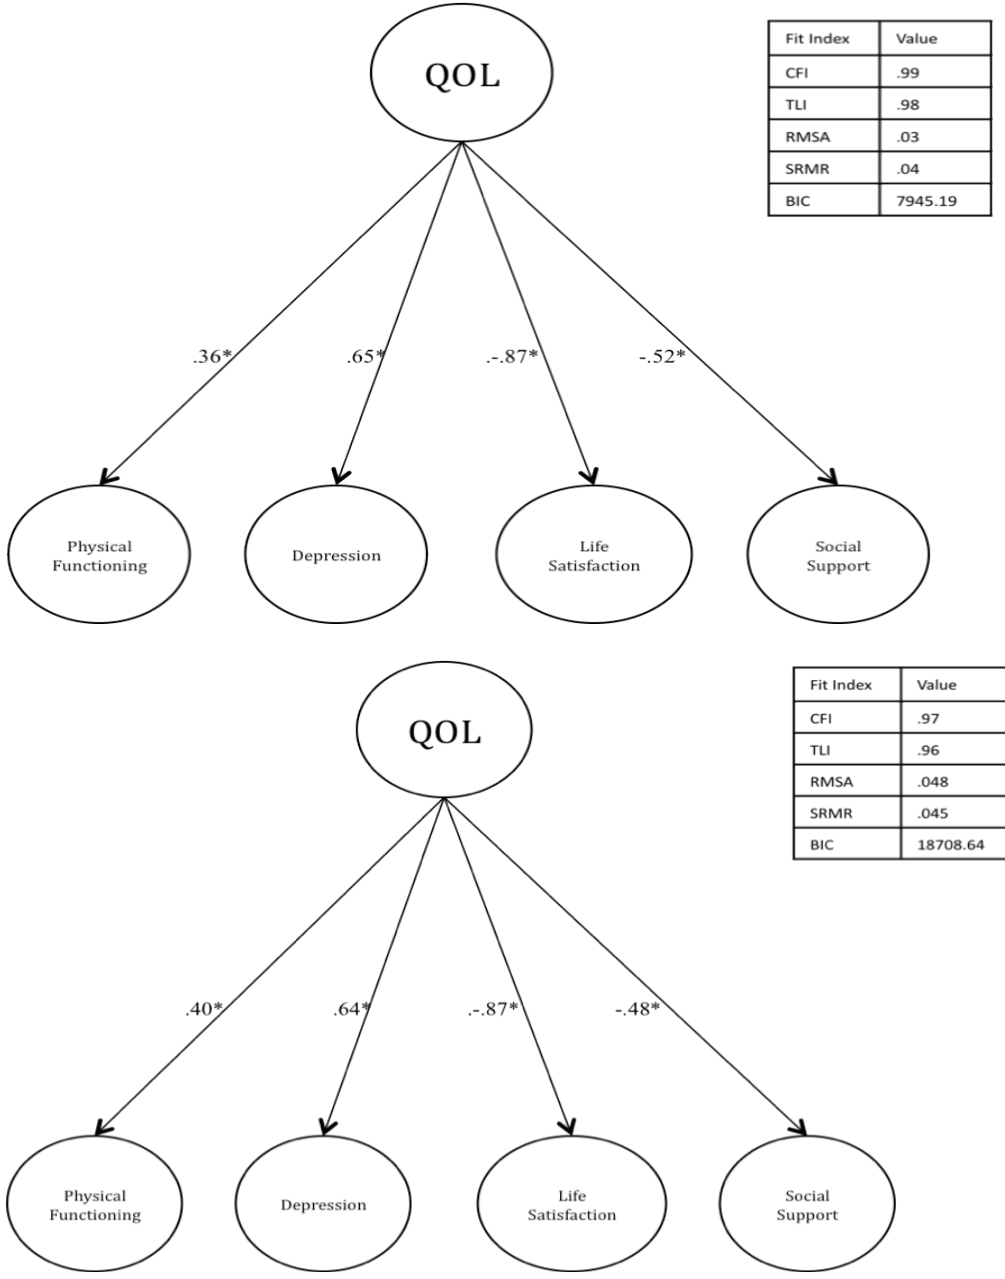 QOL
Fit Index Value
CFI .99
TLI .98
RMSA .03
SRMR .04
BIC 7945.19
.36* .65* .-.87* -.52*
Physical
Functioning
Depression
Life
Satisfaction
Social
Support
QOL
Fit Index Value
CFI .97
TLI .96
RMSA .048
SRMR .045
BIC 18708.64
.40* .64* .-.87* -.48*
Physical
Functioning
Depression
Life
Satisfaction
Social
Support